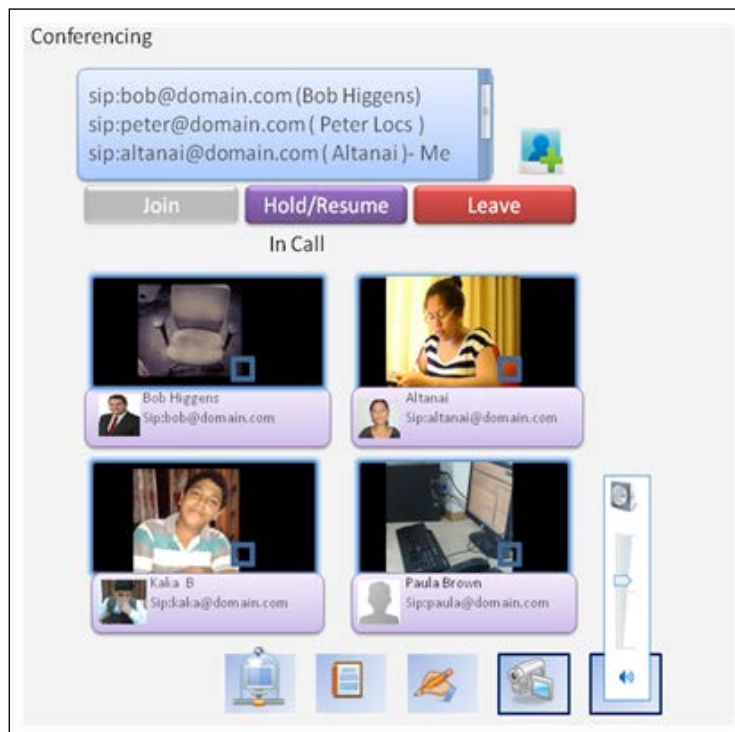 Conferencing
sip:bob@domain.com (Bob Higgens)
sip:peter@domain.com ( Peter Locs )
sip:altanai@domain.com ( Altanai )- Me
Join Hold/Resume Leave
In Call
Bob Higgens
Sip:bob@domain.com
Altanai
Sip:altanai@domain.com
Kaka B
Sip:kaka@domain.com
Paula Brown
Sip:paula@domain.com